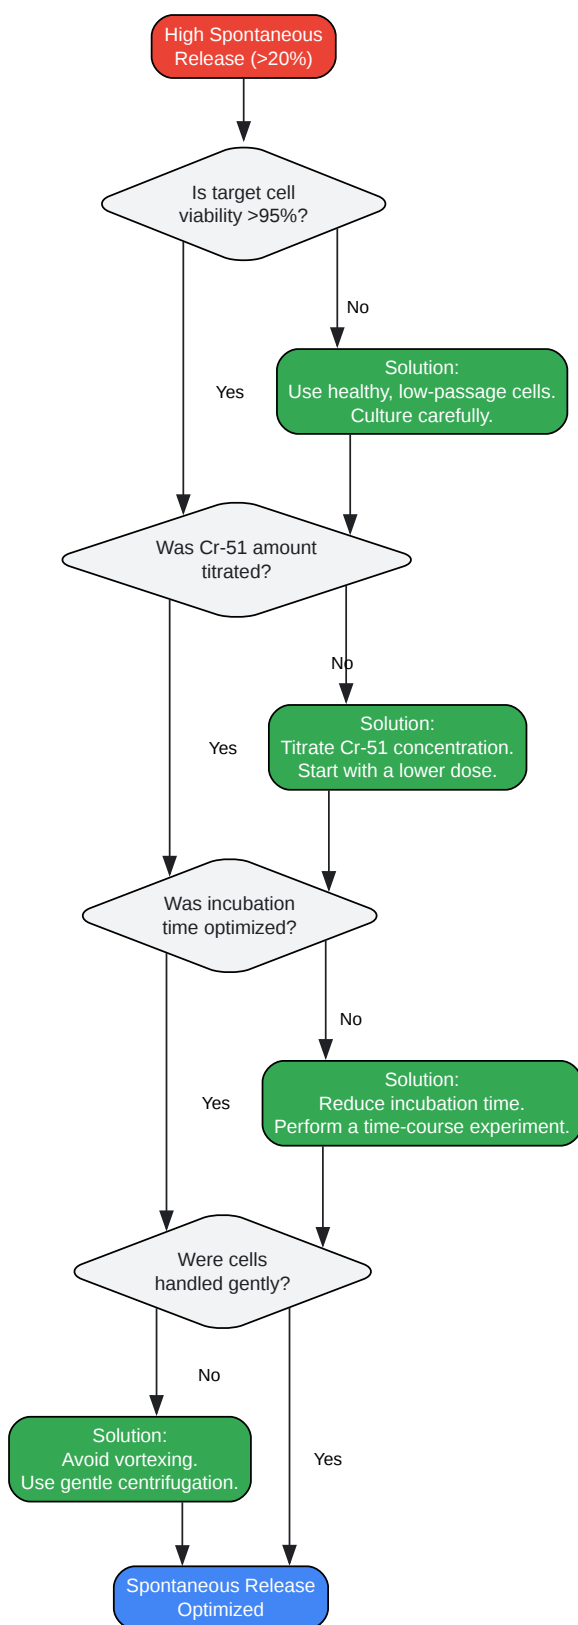 High Spontaneous
Release (>20%)
Is target cell
viability >95%?
No
Yes
Solution:
Use healthy, low-passage cells.
Culture carefully.
Was Cr-51 amount
titrated?
No
Yes
Solution:
Titrate Cr-51 concentration.
Start with a lower dose.
Was incubation
time optimized?
No
Yes
Solution:
Reduce incubation time.
Perform a time-course experiment.
Were cells
handled gently?
No
Yes
Solution:
Avoid vortexing.
Use gentle centrifugation.
Spontaneous Release
Optimized